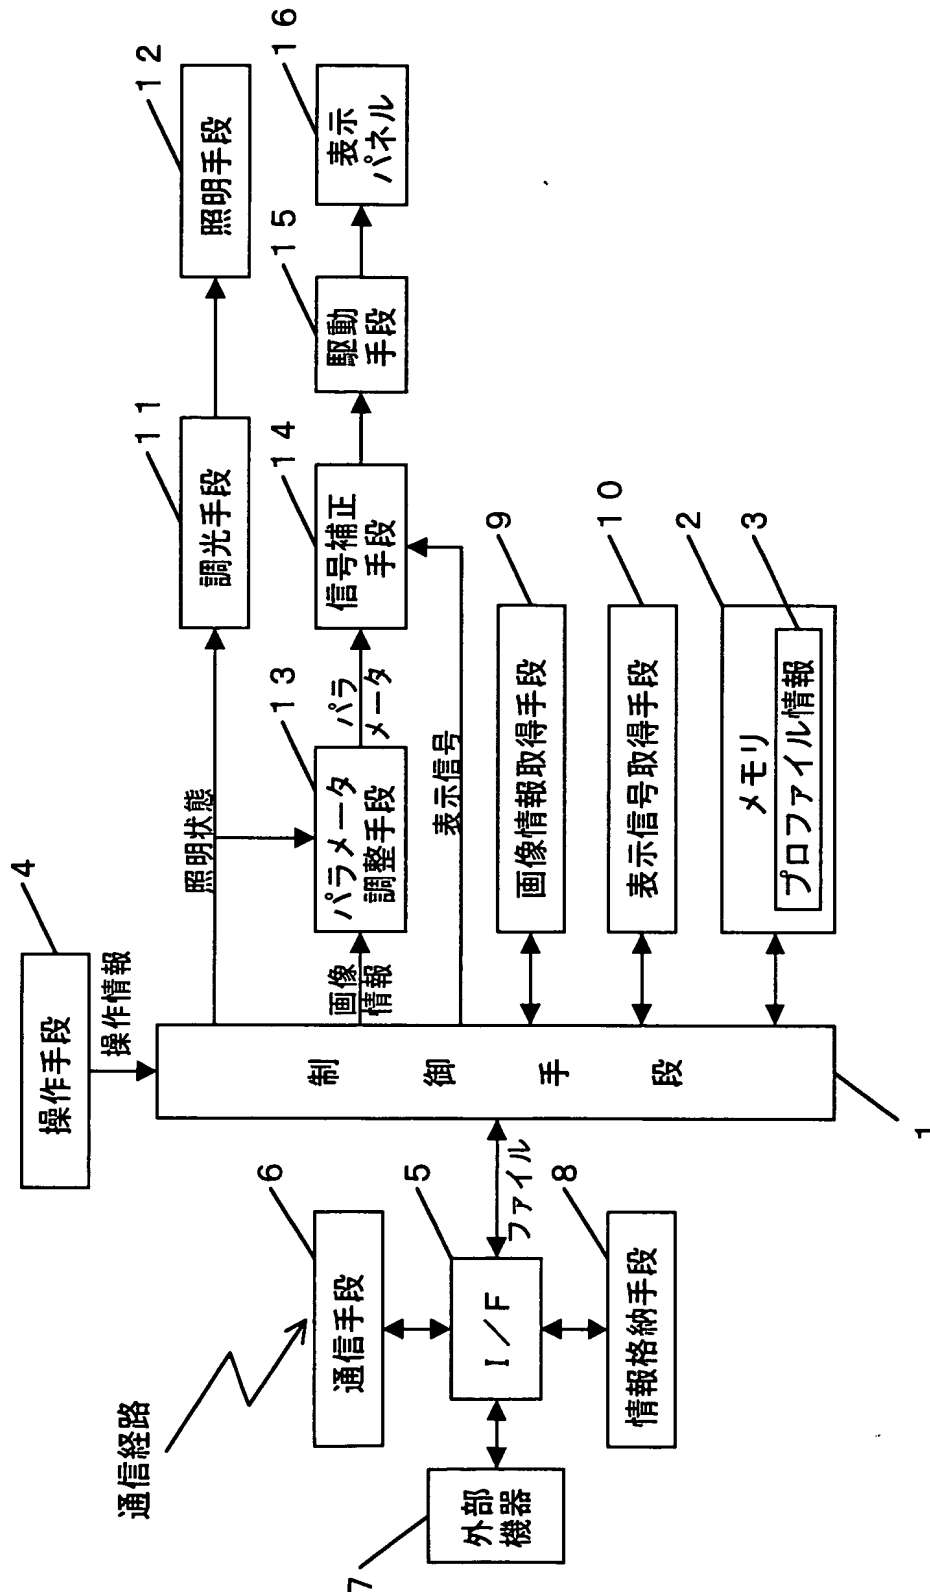 通信経路
外部
機器
7
通信手段
6
I/F
5
情報格納手段
8
ファイル
操作手段
4
操作情報
制御手段
1
照明状態
調光手段
11
照明手段
12
画像
情報
パラメータ
調整手段
13
パラ
メータ
信号補正
手段
14
駆動
手段
15
表示
パネル
16
表示信号
画像情報取得手段
9
表示信号取得手段
10
メモリ
2
プロファイル情報
3